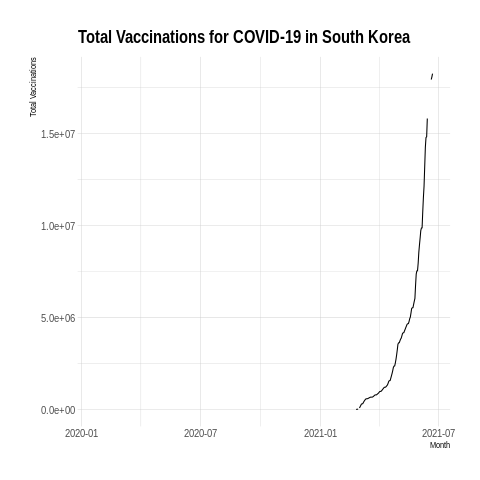 Total Vaccinations for COVID-19 in South Korea
Total Vaccinations
1.5e+07
1.0e+07
5.0e+06
0.0e+00
2020-01 2020-07 2021-01 2021-07
Month